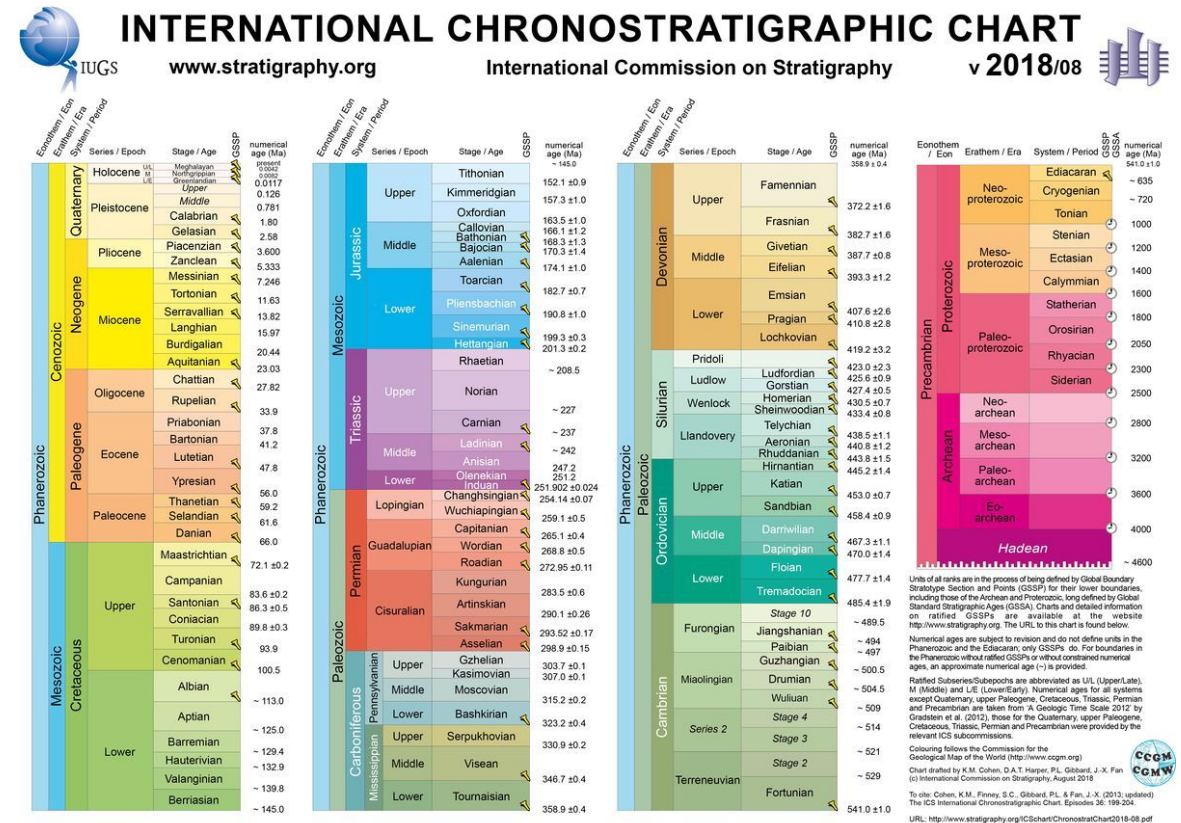 INTERNATIONAL CHRONOSTRATIGRAPHIC CHART
IUGS
www.stratigraphy.org International Commission on Stratigraphy v 2018/08
Eonothem / Eon
Erathem / Era
System / Period
Series / Epoch
Stage / Age
GSSP
numerical age (Ma)
Phanerozoic
Cenozoic
Quaternary
Holocene
U/L Meghalayan
M Northgrippian
L/E Greenlandian
Pleistocene
Upper
Middle
Calabrian
Gelasian
Neogene
Pliocene
Piacenzian
Zanclean
Miocene
Messinian
Tortonian
Serravallian
Langhian
Burdigalian
Aquitanian
Paleogene
Oligocene
Chattian
Rupelian
Eocene
Priabonian
Bartonian
Lutetian
Ypresian
Paleocene
Thanetian
Selandian
Danian
Mesozoic
Cretaceous
Upper
Maastrichtian
Campanian
Santonian
Coniacian
Turonian
Cenomanian
Lower
Albian
Aptian
Barremian
Hauterivian
Valanginian
Berriasian
present
0.0042
0.0082
0.0117
0.126
0.781
1.80
2.58
3.600
5.333
7.246
11.63
13.82
15.97
20.44
23.03
27.82
33.9
37.8
41.2
47.8
56.0
59.2
61.6
66.0
72.1 ±0.2
83.6 ±0.2
86.3 ±0.5
89.8 ±0.3
93.9
100.5
~ 113.0
~ 125.0
~ 129.4
~ 132.9
~ 139.8
~ 145.0
Eonothem / Eon
Erathem / Era
System / Period
Series / Epoch
Stage / Age
GSSP
numerical age (Ma)
Phanerozoic
Mesozoic
Jurassic
Upper
Tithonian
Kimmeridgian
Oxfordian
Middle
Callovian
Bathonian
Bajocian
Aalenian
Lower
Toarcian
Pliensbachian
Sinemurian
Hettangian
Triassic
Upper
Rhaetian
Norian
Carnian
Middle
Ladinian
Anisian
Lower
Olenekian
Induan
Paleozoic
Permian
Lopingian
Changhsingian
Wuchiapingian
Guadalupian
Capitanian
Wordian
Roadian
Cisuralian
Kungurian
Artinskian
Sakmarian
Asselian
Carboniferous
Pennsylvanian
Upper
Gzhelian
Kasimovian
Middle
Moscovian
Lower
Bashkirian
Mississippian
Upper
Serpukhovian
Middle
Visean
Lower
Tournaisian
~ 145.0
152.1 ±0.9
157.3 ±1.0
163.5 ±1.0
166.1 ±1.2
168.3 ±1.3
170.3 ±1.4
174.1 ±1.0
182.7 ±0.7
190.8 ±1.0
199.3 ±0.3
201.3 ±0.2
~ 208.5
~ 227
~ 237
~ 242
247.2
251.2
251.902 ±0.024
254.14 ±0.07
259.1 ±0.5
265.1 ±0.4
268.8 ±0.5
272.95 ±0.11
283.5 ±0.6
290.1 ±0.26
293.52 ±0.17
298.9 ±0.15
303.7 ±0.1
307.0 ±0.1
315.2 ±0.2
323.2 ±0.4
330.9 ±0.2
346.7 ±0.4
358.9 ±0.4
Eonothem / Eon
Erathem / Era
System / Period
Series / Epoch
Stage / Age
GSSP
numerical age (Ma)
Phanerozoic
Paleozoic
Devonian
Upper
Famennian
Frasnian
Middle
Givetian
Eifelian
Lower
Emsian
Pragian
Lochkovian
Silurian
Pridoli
Ludlow
Ludfordian
Gorstian
Wenlock
Homerian
Sheinwoodian
Llandovery
Telychian
Aeronian
Rhuddanian
Ordovician
Upper
Hirnantian
Katian
Sandbian
Middle
Darriwilian
Dapingian
Lower
Floian
Tremadocian
Cambrian
Furongian
Stage 10
Jiangshanian
Paibian
Miaolingian
Guzhangian
Drumian
Wuliuan
Series 2
Stage 4
Stage 3
Terreneuvian
Stage 2
Fortunian
358.9 ± 0.4
372.2 ±1.6
382.7 ±1.6
387.7 ±0.8
393.3 ±1.2
407.6 ±2.6
410.8 ±2.8
419.2 ±3.2
423.0 ±2.3
425.6 ±0.9
427.4 ±0.5
430.5 ±0.7
433.4 ±0.8
438.5 ±1.1
440.8 ±1.2
443.8 ±1.5
445.2 ±1.4
453.0 ±0.7
458.4 ±0.9
467.3 ±1.1
470.0 ±1.4
477.7 ±1.4
485.4 ±1.9
~ 489.5
~ 494
~ 497
~ 500.5
~ 504.5
~ 509
~ 514
~ 521
~ 529
541.0 ±1.0
Eonothem / Eon
Erathem / Era
System / Period
GSSP
GSSA
numerical age (Ma)
Precambrian
Proterozoic
Neo-proterozoic
Ediacaran
Cryogenian
Tonian
Meso-proterozoic
Stenian
Ectasian
Calymmian
Paleo-proterozoic
Statherian
Orosirian
Rhyacian
Siderian
Archean
Neo-archean
Meso-archean
Paleo-archean
Eo-archean
Hadean
541.0 ±1.0
~ 635
~ 720
1000
1200
1400
1600
1800
2050
2300
2500
2800
3200
3600
4000
~ 4600
Units of all ranks are in the process of being defined by Global Boundary
Stratotype Section and Points (GSSP) for their lower boundaries,
including those of the Archean and Proterozoic, long defined by Global
Standard Stratigraphic Ages (GSSA). Charts and detailed information
on ratified GSSPs are available at the website
http://www.stratigraphy.org. The URL to this chart is found below.
Numerical ages are subject to revision and do not define units in the
Phanerozoic and the Ediacaran; only GSSPs do. For boundaries in
the Phanerozoic without ratified GSSPs or without constrained numerical
ages, an approximate numerical age (~) is provided.
Ratified Subseries/Subepochs are abbreviated as U/L (Upper/Late),
M (Middle) and L/E (Lower/Early). Numerical ages for all systems
except Quaternary, upper Paleogene, Cretaceous, Triassic, Permian
and Precambrian are taken from 'A Geologic Time Scale 2012' by
Gradstein et al. (2012), those for the Quaternary, upper Paleogene,
Cretaceous, Triassic, Permian and Precambrian were provided by the
relevant ICS subcommissions.
Colouring follows the Commission for the
Geological Map of the World (http://www.ccgm.org)
Chart drafted by K.M. Cohen, D.A.T. Harper, P.L. Gibbard, J.-X. Fan
(c) International Commission on Stratigraphy, August 2018
CCGM
CGMW
To cite: Cohen, K.M., Finney, S.C., Gibbard, P.L. & Fan, J.-X. (2013; updated)
The ICS International Chronostratigraphic Chart. Episodes 36: 199-204.
URL: http://www.stratigraphy.org/ICSchart/ChronostratChart2018-08.pdf